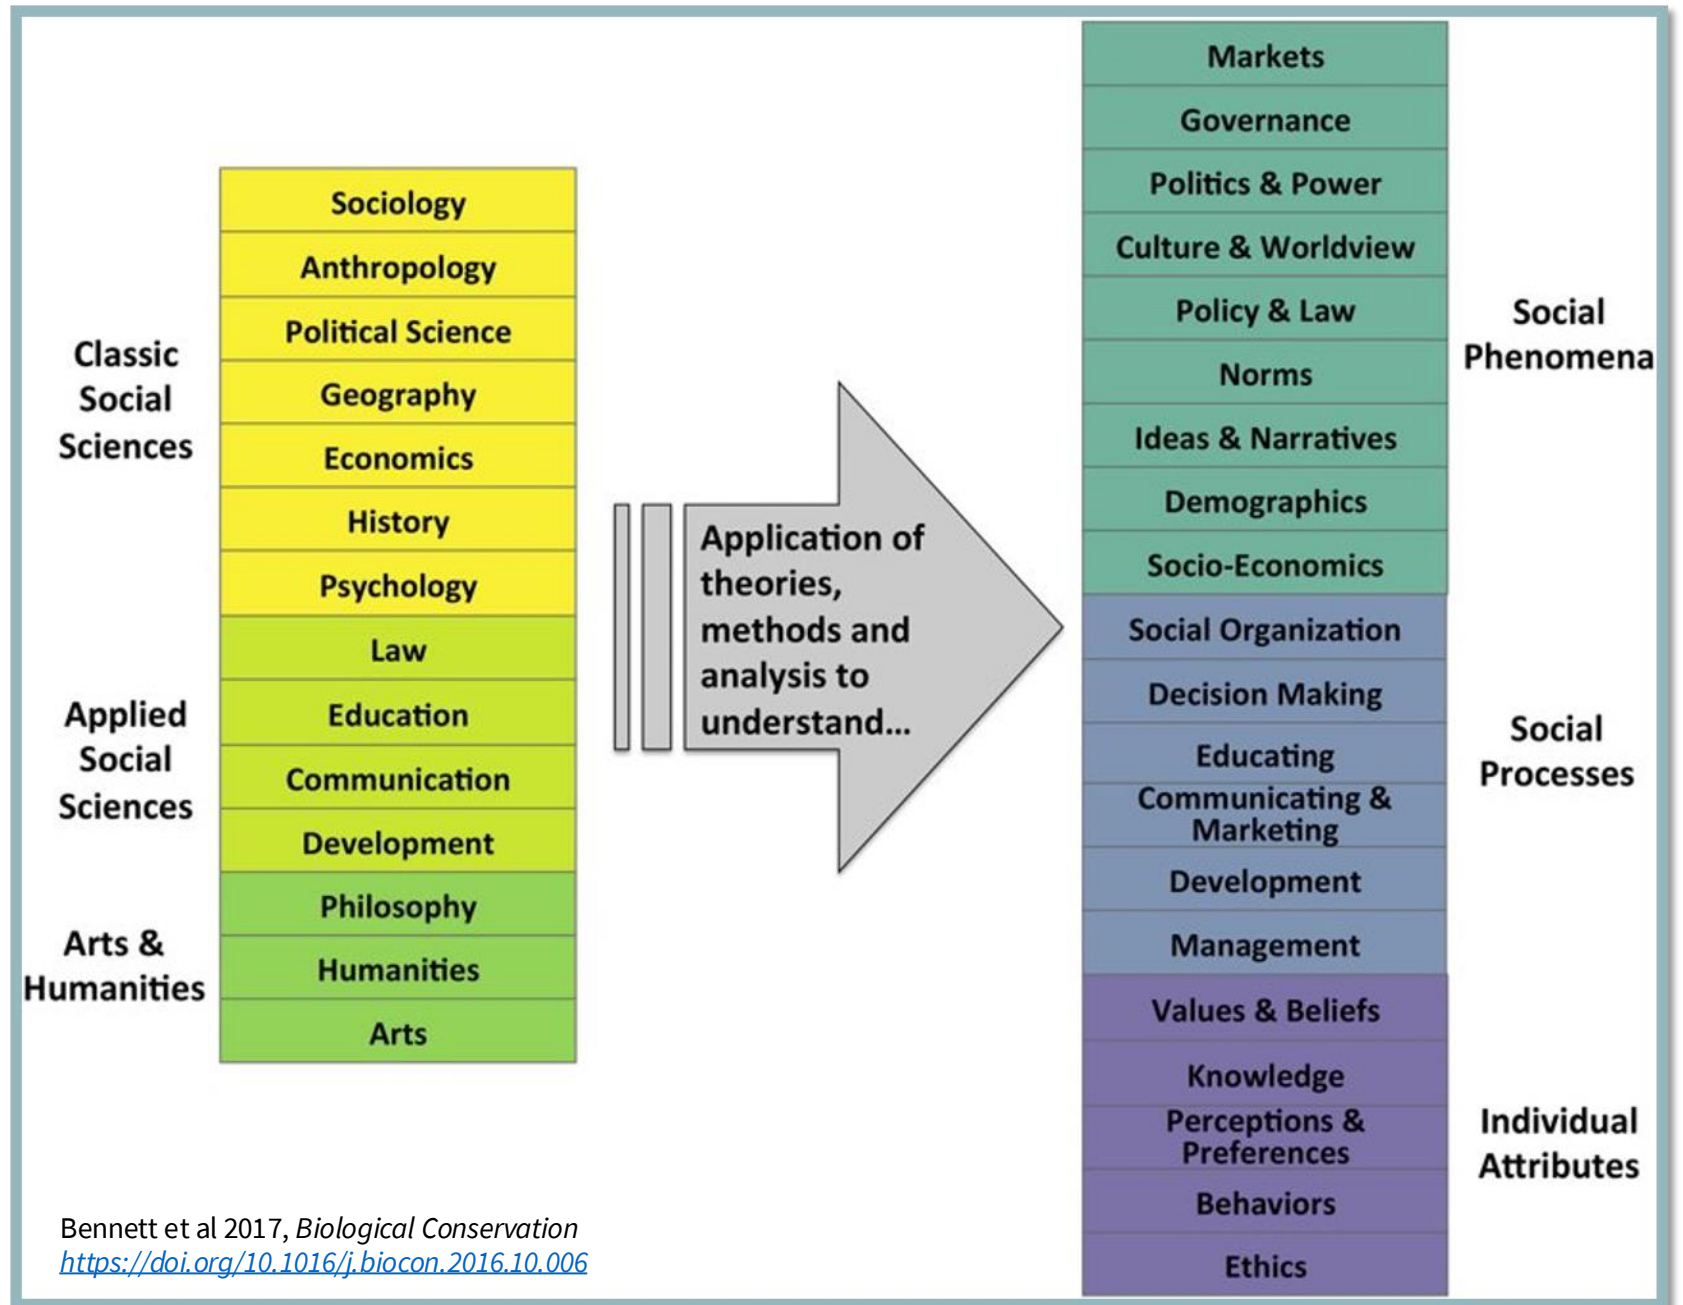 Classic
Social
Sciences
Applied
Social
Sciences
Arts &
Humanities
Sociology
Anthropology
Political Science
Geography
Economics
History
Psychology
Law
Education
Communication
Development
Philosophy
Humanities
Arts
Application of
theories,
methods and
analysis to
understand...
Markets
Governance
Politics & Power
Culture & Worldview
Policy & Law
Norms
Ideas & Narratives
Demographics
Socio-Economics
Social Organization
Decision Making
Educating
Communicating &
Marketing
Development
Management
Values & Beliefs
Knowledge
Perceptions &
Preferences
Behaviors
Ethics
Social
Phenomena
Social
Processes
Individual
Attributes
Bennett et al 2017, Biological Conservation
https://doi.org/10.1016/j.biocon.2016.10.006